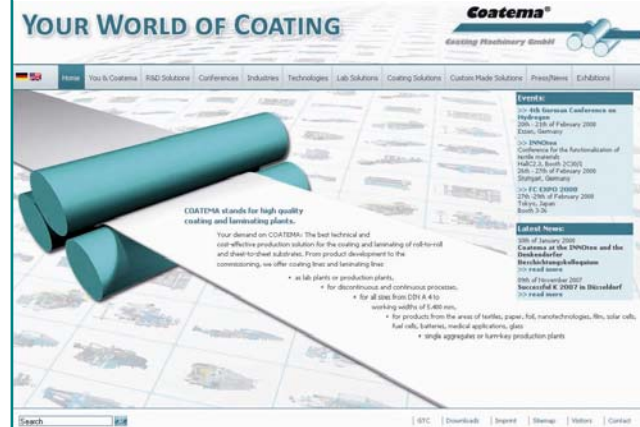 YOUR WORLD OF COATING
Coatema®
Coating Machinery GmbH
Home
You & Coatema
R&D Solutions
Conferences
Industries
Technologies
Lab Solutions
Coating Solutions
Custom Made Solutions
Press/News
Exhibitions
Events:
>> 4th German Conference on
Hydrogen
20th - 21th of February 2008
Essen, Germany
>> INNOtex
Conference for the functionalization of
textile materials
26th - 27th of February 2008
Stuttgart, Germany
>> FC EXPO 2008
27th -29th of February 2008
Tokyo, Japan
Booth 3-36
Latest News:
10th of January 2008
Coatema at the INNOtex and the
Denkendorfer
Beschichtungskolloquium
>> read more
09th of November 2007
Successful K 2007 in Düsseldorf
>> read more
COATEMA stands for high quality
coating and laminating plants.
Your demand on COATEMA: The best technical and
cost-effective production solution for the coating and laminating of roll-to-roll
and sheet-to-sheet substrates. From product development to the
commissioning, we offer coating lines and laminating lines
• as lab plants or production plants,
• for discontinuous and continuous processes,
• for all sizes from DIN A 4 to
working widths of 5.400 mm,
• for products from the areas of textiles, paper, foil, nanotechnologies, film, solar cells,
fuel cells, batteries, medical applications, glass
• single aggregates or turn-key production plants
Search
GTC
Downloads
Imprint
Sitemap
Visitors
Contact